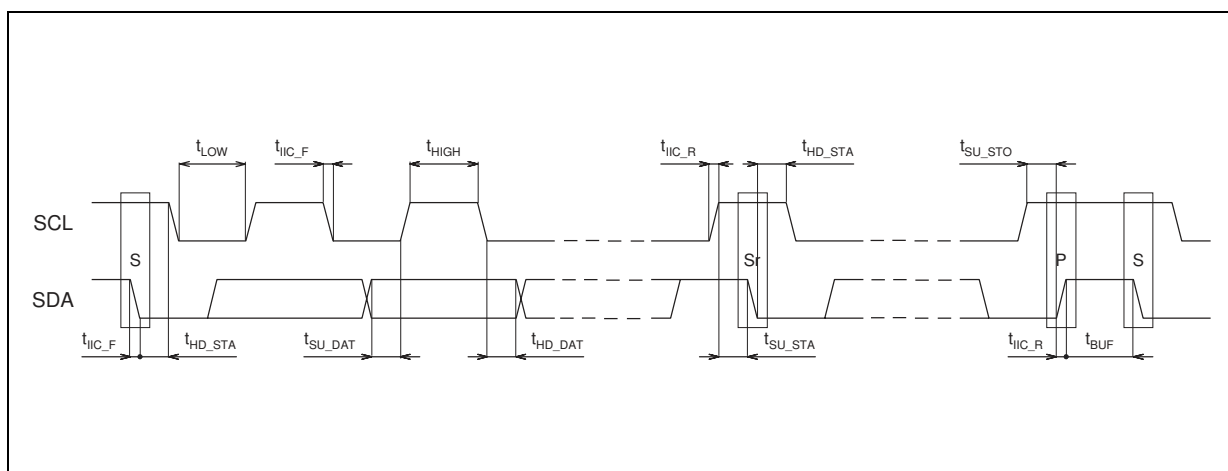 tLOW tIIC_F tHIGH tIIC_R tHD_STA tSU_STO
SCL
S Sr P S
SDA
tIIC_F tHD_STA tSU_DAT tHD_DAT tSU_STA tIIC_R tBUF